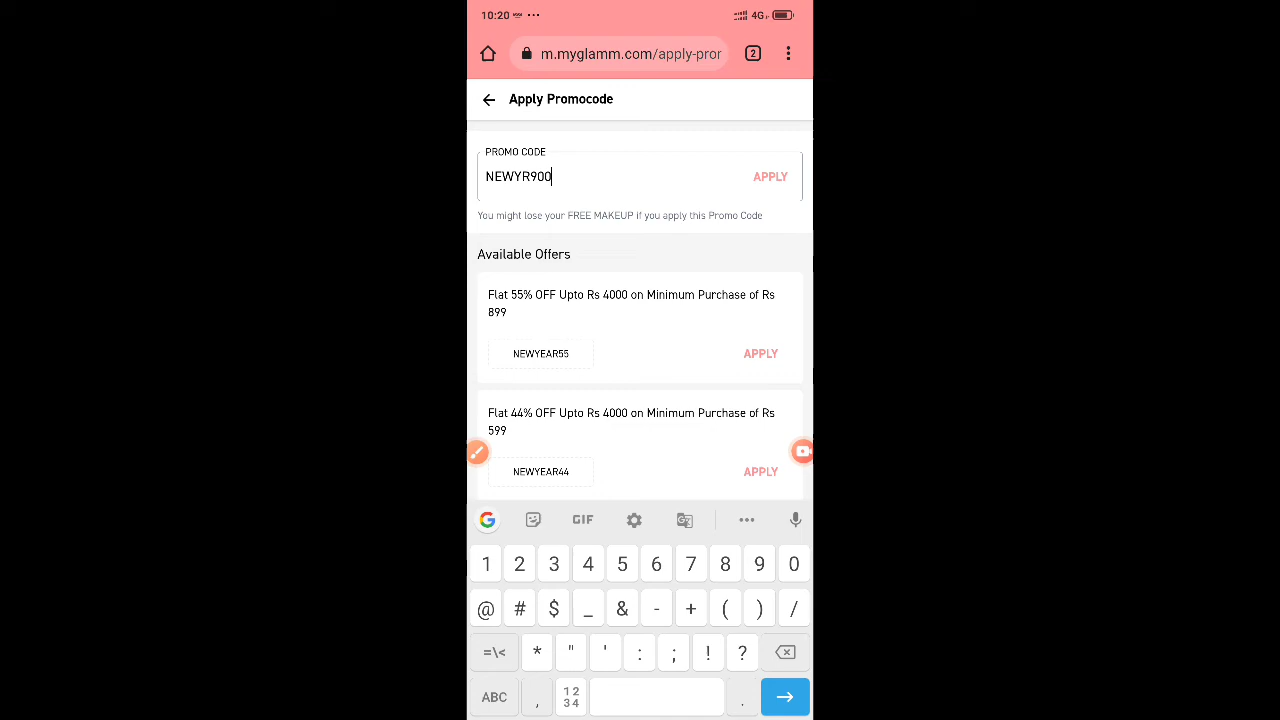 10:20 ...
4G
m.myglamm.com/apply-pror
2
Apply Promocode
PROMO CODE
NEWYR900
APPLY
You might lose your FREE MAKEUP if you apply this Promo Code
Available Offers
Flat 55% OFF Upto Rs 4000 on Minimum Purchase of Rs
899
NEWYEAR55
APPLY
Flat 44% OFF Upto Rs 4000 on Minimum Purchase of Rs
599
NEWYEAR44
APPLY
G GIF ...
1 2 3 4 5 6 7 8 9 0
@ # $ _ & - + ( ) /
=\< * " ' : ; ! ?
ABC , 12 .
34